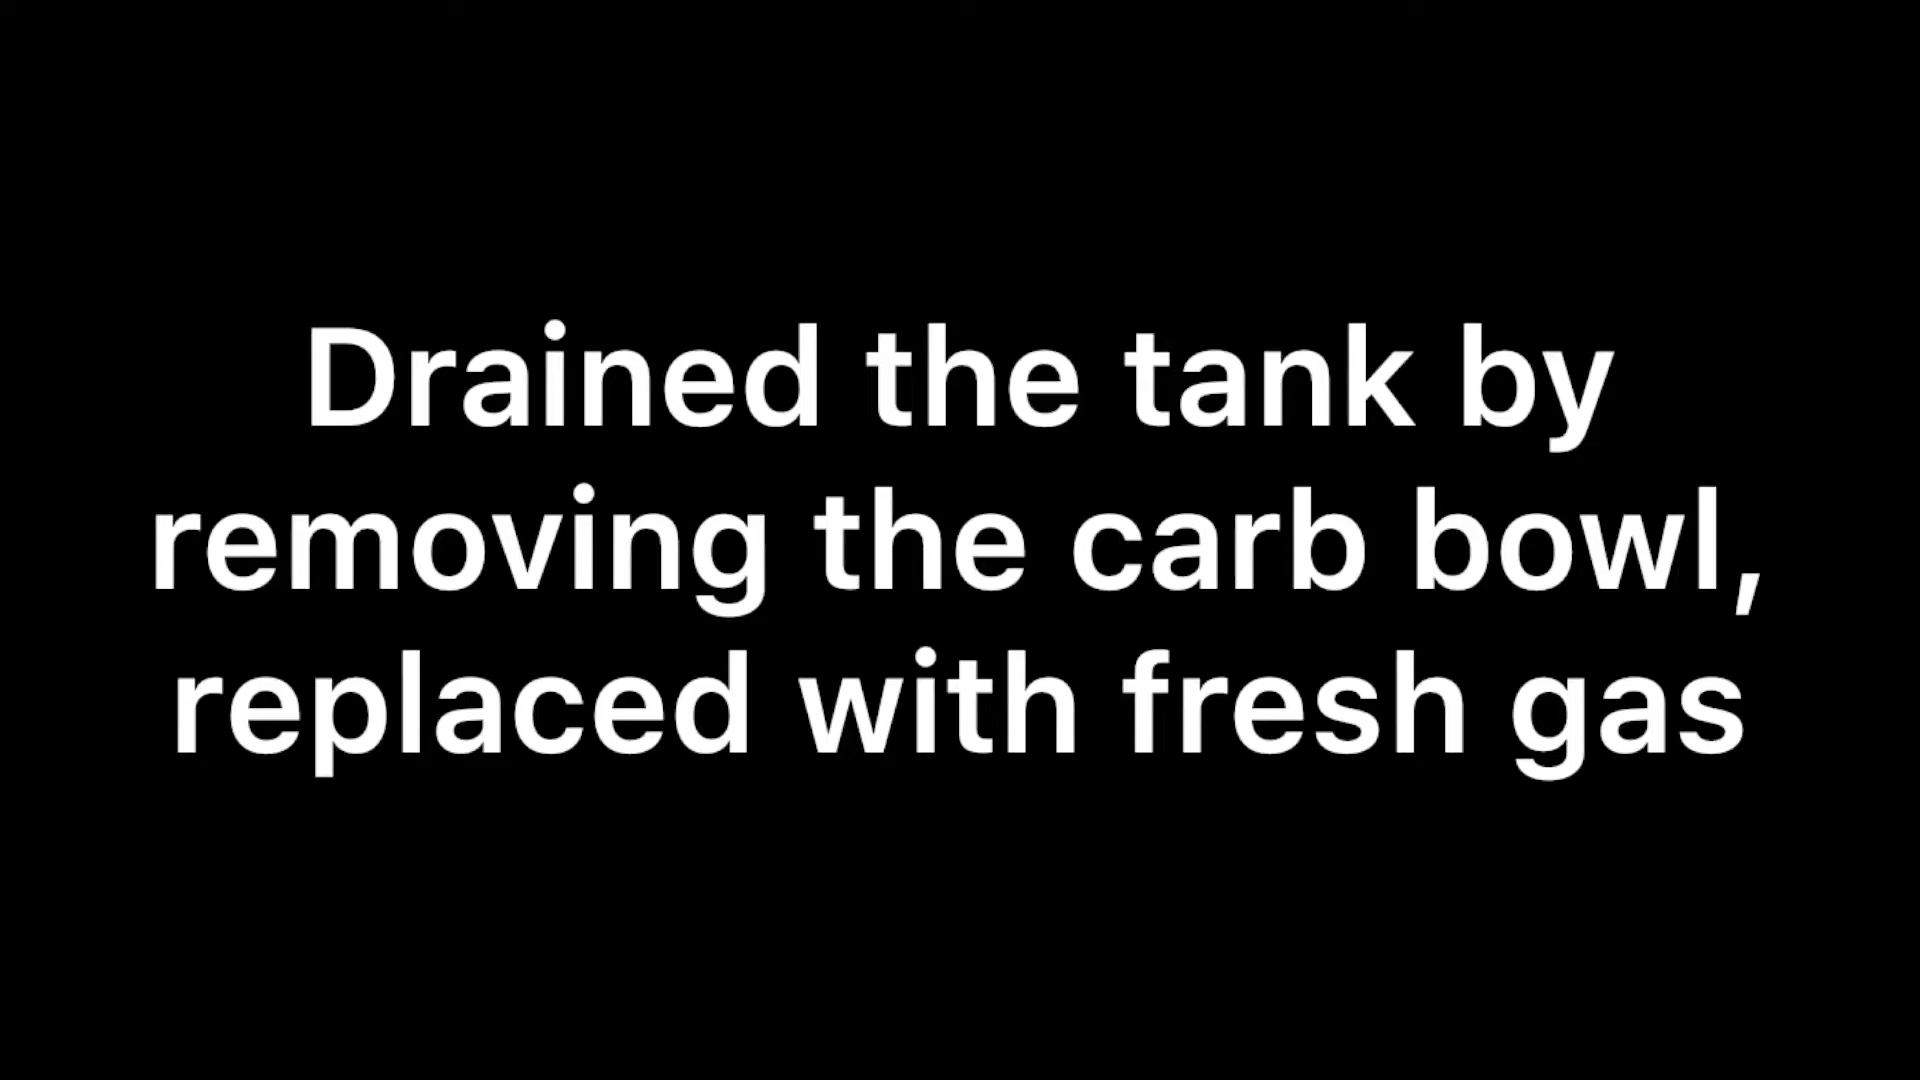 Drained the tank by
removing the carb bowl,
replaced with fresh gas